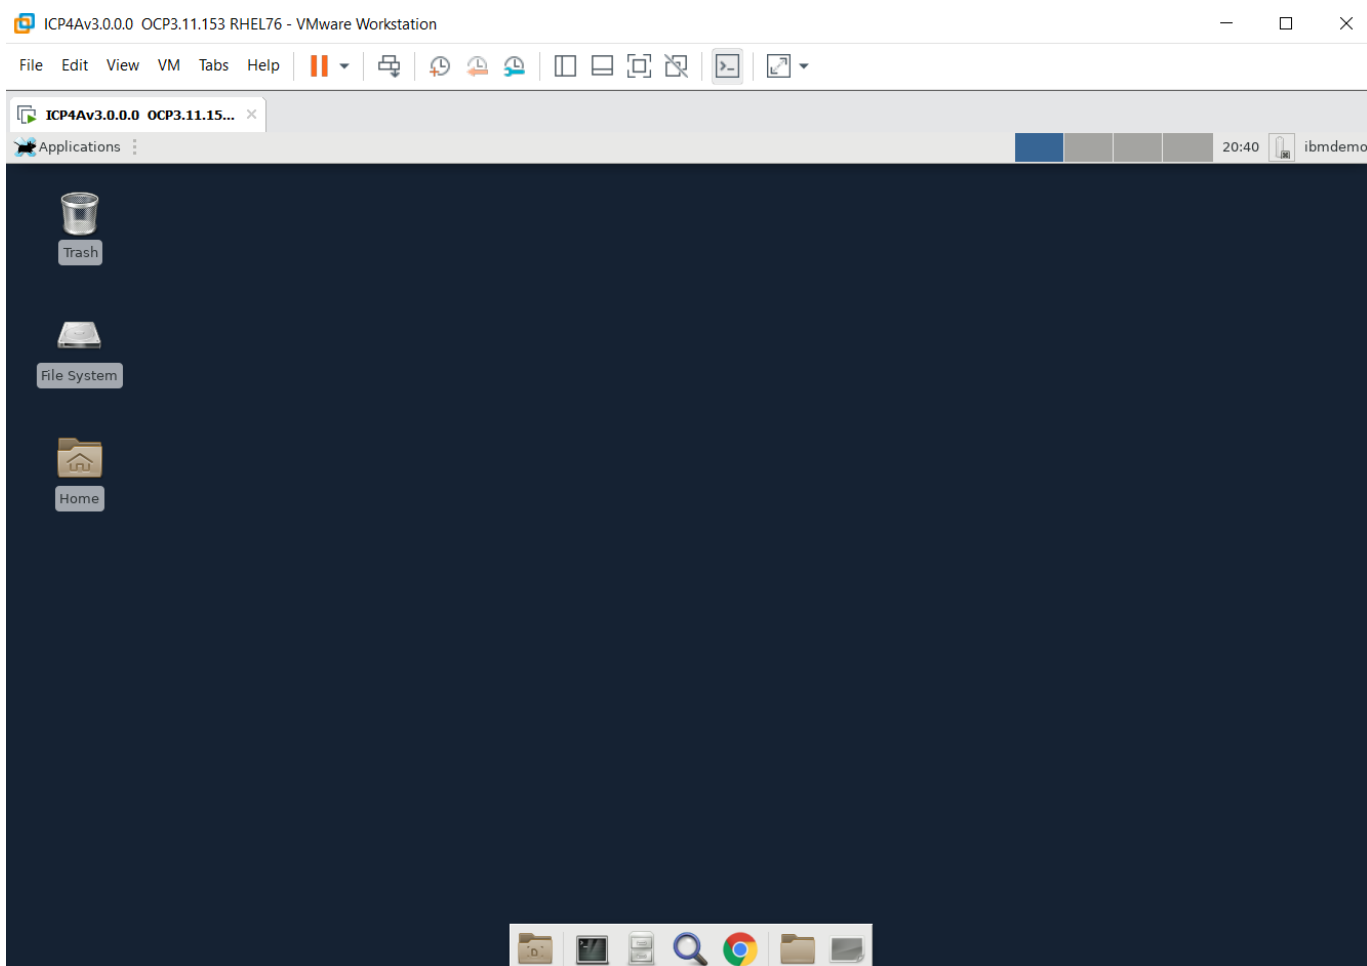 ICP4Av3.0.0.0  OCP3.11.153 RHEL76 - VMware Workstation
File Edit View VM Tabs Help
ICP4Av3.0.0.0  OCP3.11.15...
Applications 20:40 ibmdemo
Trash
File System
Home